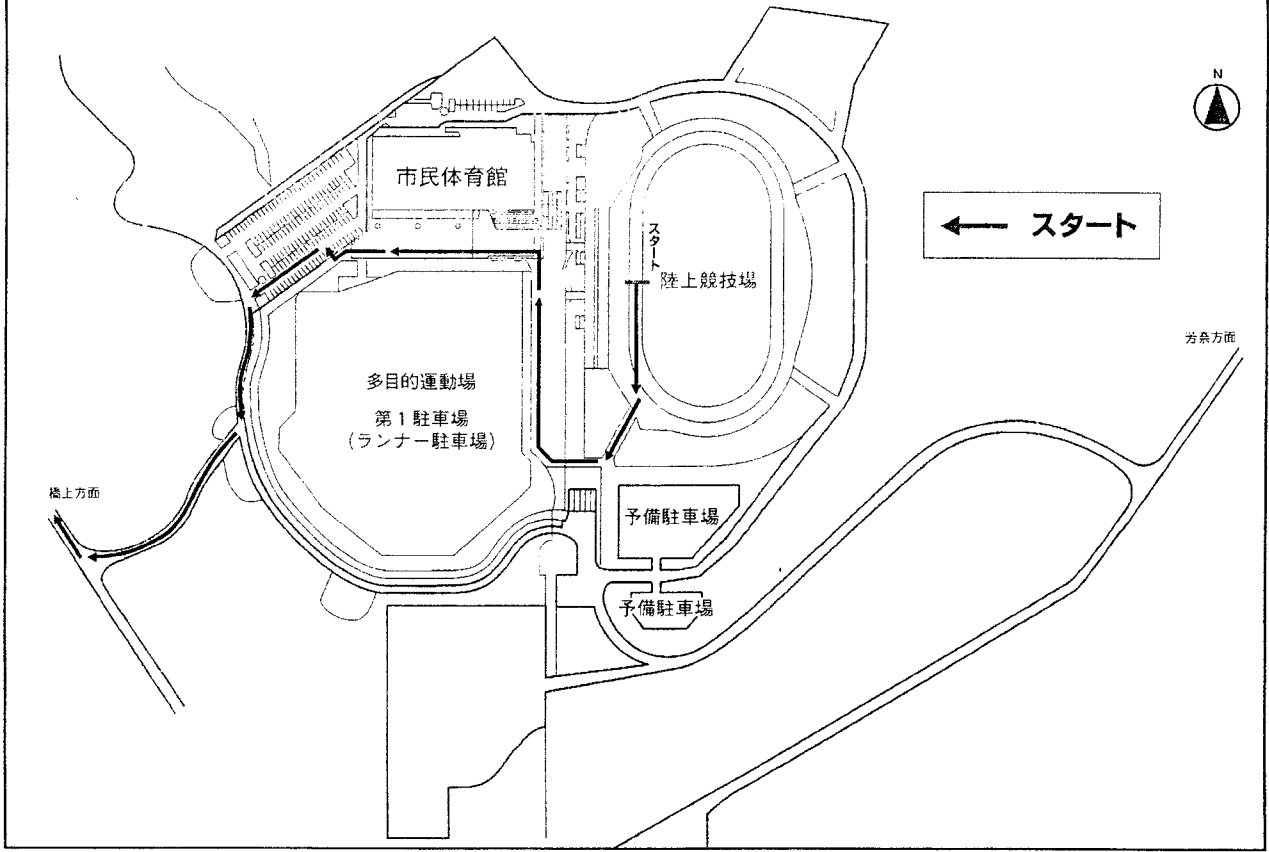 N
市民体育館
スタート
スタート
陸上競技場
芳奈方面
多目的運動場
第1駐車場
(ランナー駐車場)
橋上方面
予備駐車場
予備駐車場